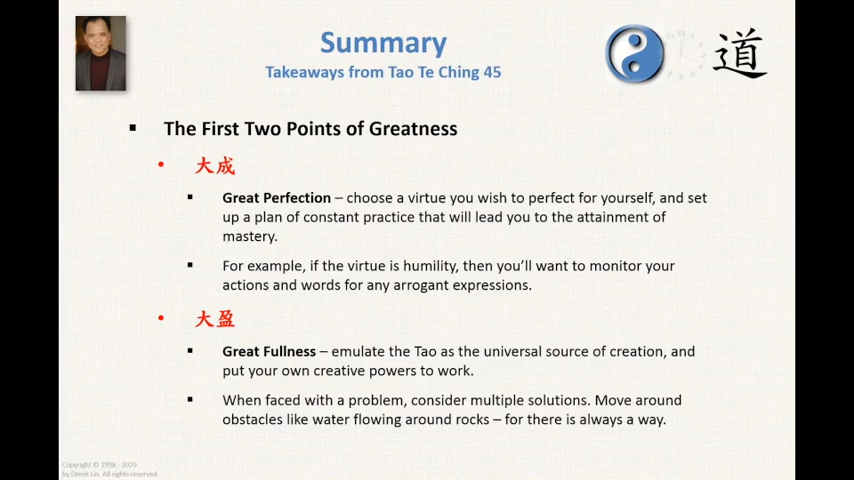 Summary
Takeaways from Tao Te Ching 45
道
The First Two Points of Greatness
大成
Great Perfection – choose a virtue you wish to perfect for yourself, and set
up a plan of constant practice that will lead you to the attainment of
mastery.
For example, if the virtue is humility, then you’ll want to monitor your
actions and words for any arrogant expressions.
大盈
Great Fullness – emulate the Tao as the universal source of creation, and
put your own creative powers to work.
When faced with a problem, consider multiple solutions. Move around
obstacles like water flowing around rocks – for there is always a way.
Copyright © 1998 - 2020
by Derek Lin. All rights reserved.